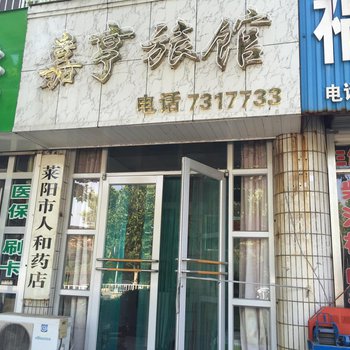 嘉亨旅馆
电话 7317733
电话
莱阳市人和药店
医保
刷卡